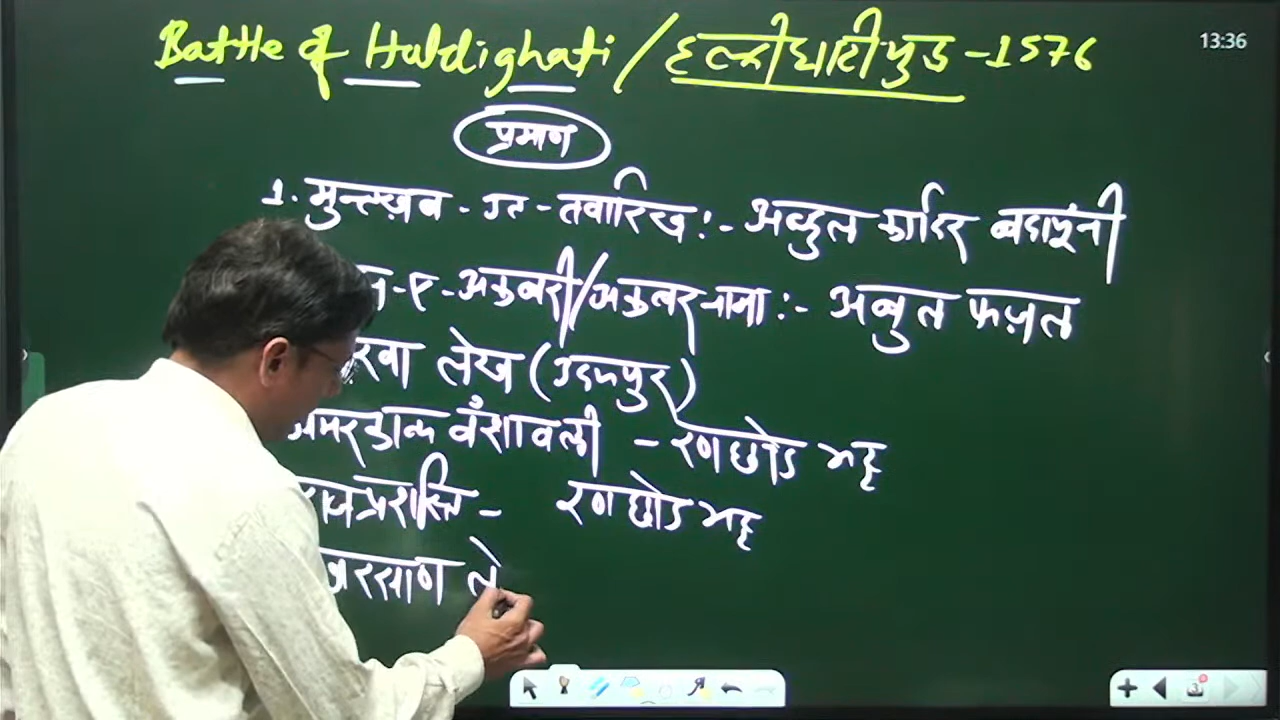 Battle of Haldighati / हल्दीघाटी युद्ध - 1576
13:36
प्रमाण
1. मुन्तखब - उत - तवारिख :- अब्दुल कादिर बदायूंनी
- ए - अकबरी / अकबरनामा :- अबुल फज़ल
लेख (उदयपुर)
अमरकाव्य वँशावली - रणछोड भट्ट
राजप्रशस्ति - रणछोड भट्ट
ले
3